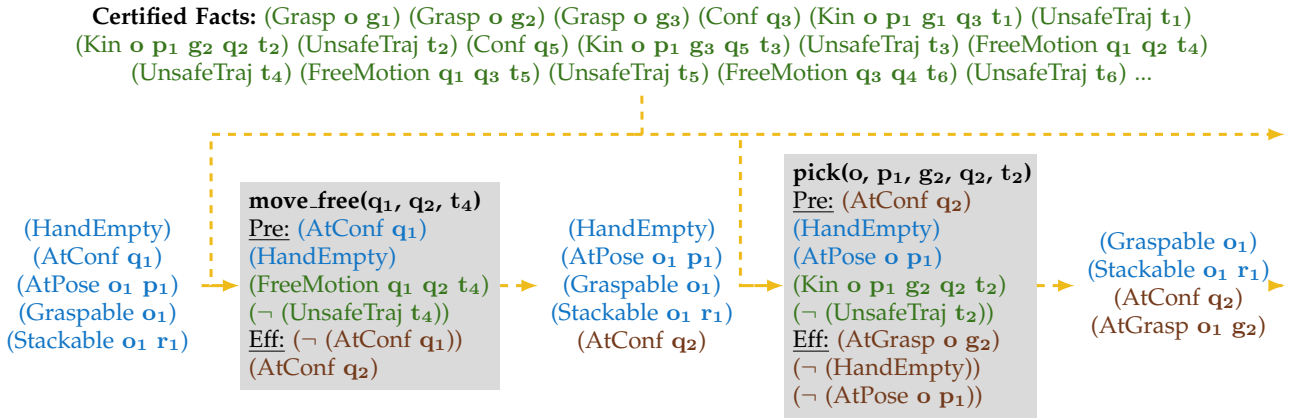 Certified Facts: (Grasp o g₁) (Grasp o g₂) (Grasp o g₃) (Conf q₃) (Kin o p₁ g₁ q₃ t₁) (UnsafeTraj t₁)
(Kin o p₁ g₂ q₂ t₂) (UnsafeTraj t₂) (Conf q₅) (Kin o p₁ g₃ q₅ t₃) (UnsafeTraj t₃) (FreeMotion q₁ q₂ t₄)
(UnsafeTraj t₄) (FreeMotion q₁ q₃ t₅) (UnsafeTraj t₅) (FreeMotion q₃ q₄ t₆) (UnsafeTraj t₆) ...
(HandEmpty)
(AtConf q₁)
(AtPose o₁ p₁)
(Graspable o₁)
(Stackable o₁ r₁)
move_free(q₁, q₂, t₄)
Pre: (AtConf q₁)
(HandEmpty)
(FreeMotion q₁ q₂ t₄)
(¬ (UnsafeTraj t₄))
Eff: (¬ (AtConf q₁))
(AtConf q₂)
(HandEmpty)
(AtPose o₁ p₁)
(Graspable o₁)
(Stackable o₁ r₁)
(AtConf q₂)
pick(o, p₁, g₂, q₂, t₂)
Pre: (AtConf q₂)
(HandEmpty)
(AtPose o p₁)
(Kin o p₁ g₂ q₂ t₂)
(¬ (UnsafeTraj t₂))
Eff: (AtGrasp o g₂)
(¬ (HandEmpty))
(¬ (AtPose o p₁))
(Graspable o₁)
(Stackable o₁ r₁)
(AtConf q₂)
(AtGrasp o₁ g₂)